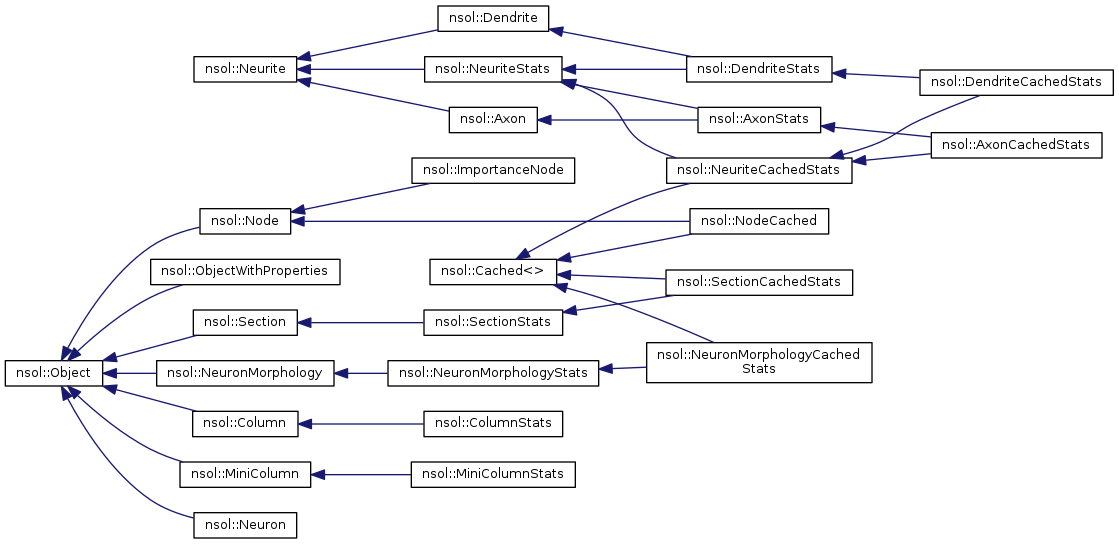 nsol::Dendrite
nsol::Neurite
nsol::NeuriteStats
nsol::DendriteStats
nsol::DendriteCachedStats
nsol::Axon
nsol::AxonStats
nsol::AxonCachedStats
nsol::ImportanceNode
nsol::NeuriteCachedStats
nsol::Node
nsol::NodeCached
nsol::ObjectWithProperties
nsol::Cached<>
nsol::SectionCachedStats
nsol::Section
nsol::SectionStats
nsol::NeuronMorphologyCached
Stats
nsol::Object
nsol::NeuronMorphology
nsol::NeuronMorphologyStats
nsol::Column
nsol::ColumnStats
nsol::MiniColumn
nsol::MiniColumnStats
nsol::Neuron